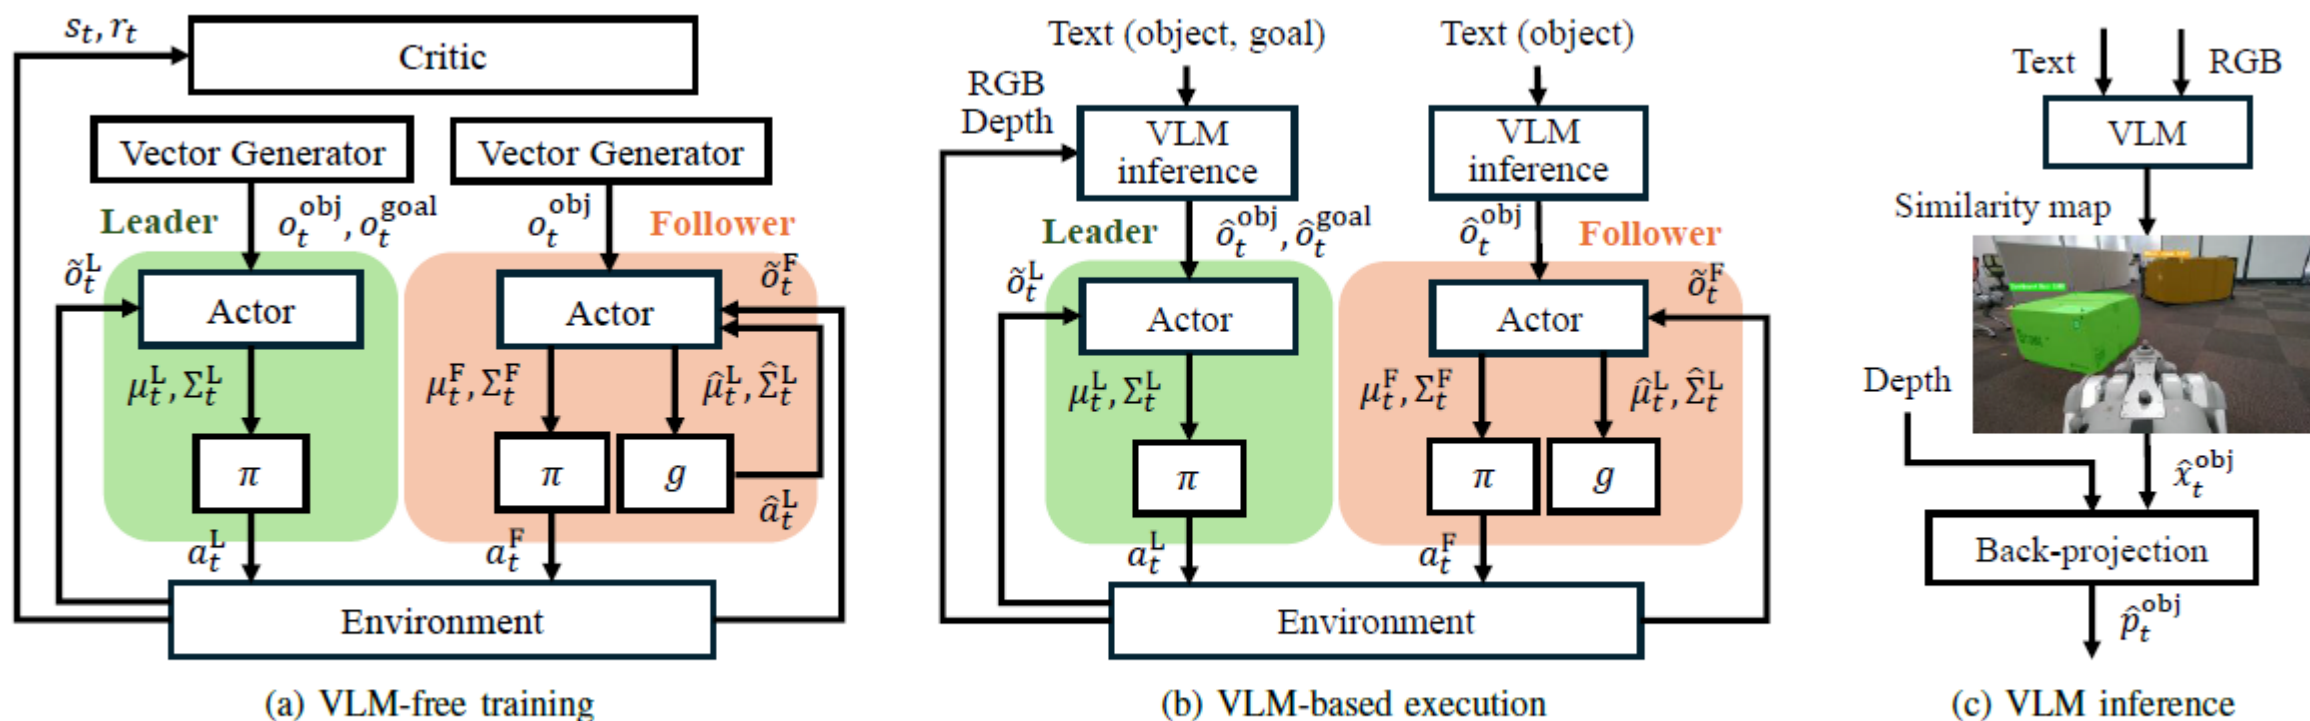 s_t, r_t
Critic
Vector Generator
Vector Generator
Leader
o_t^obj, o_t^goal
o_t^obj
Follower
õ_t^L
Actor
Actor
õ_t^F
μ_t^L, Σ_t^L
μ_t^F, Σ_t^F
μ̂_t^L, Σ̂_t^L
π
π
g
a_t^L
a_t^F
â_t^L
Environment
(a) VLM-free training
Text (object, goal)
Text (object)
RGB
Depth
VLM
inference
VLM
inference
Leader
ô_t^obj, ô_t^goal
ô_t^obj
Follower
õ_t^L
Actor
Actor
õ_t^F
μ_t^L, Σ_t^L
μ_t^F, Σ_t^F
μ̂_t^L, Σ̂_t^L
π
π
g
a_t^L
a_t^F
Environment
(b) VLM-based execution
Text
RGB
VLM
Similarity map
Depth
x̂_t^obj
Back-projection
p̂_t^obj
(c) VLM inference